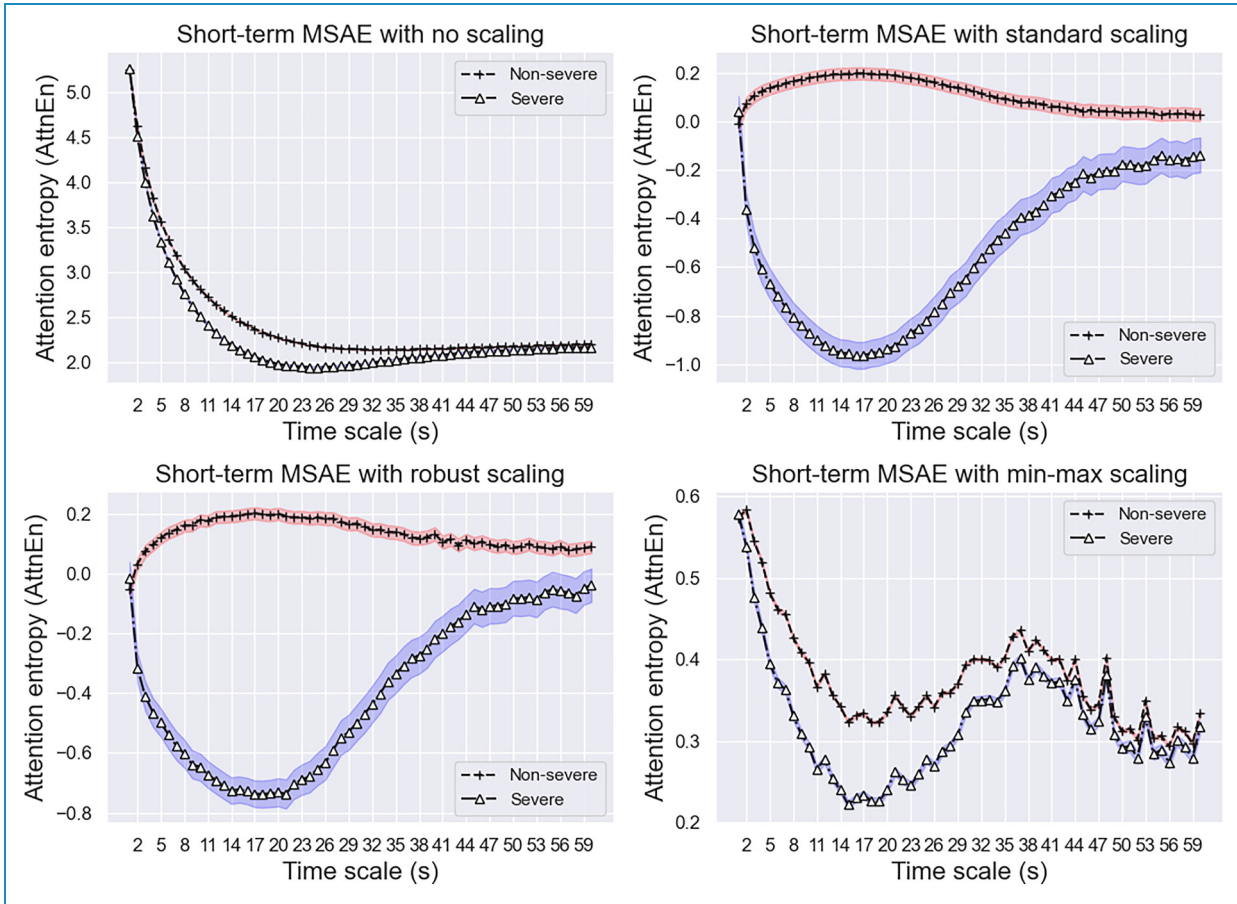 Short-term MSAE with no scaling
Attention entropy (AttnEn)
5.0
4.5
4.0
3.5
3.0
2.5
2.0
Non-severe
Severe
2 5 8 11 14 17 20 23 26 29 32 35 38 41 44 47 50 53 56 59
Time scale (s)
Short-term MSAE with standard scaling
Attention entropy (AttnEn)
0.2
0.0
−0.2
−0.4
−0.6
−0.8
−1.0
Non-severe
Severe
2 5 8 11 14 17 20 23 26 29 32 35 38 41 44 47 50 53 56 59
Time scale (s)
Short-term MSAE with robust scaling
Attention entropy (AttnEn)
0.2
0.0
−0.2
−0.4
−0.6
−0.8
Non-severe
Severe
2 5 8 11 14 17 20 23 26 29 32 35 38 41 44 47 50 53 56 59
Time scale (s)
Short-term MSAE with min-max scaling
Attention entropy (AttnEn)
0.6
0.5
0.4
0.3
0.2
Non-severe
Severe
2 5 8 11 14 17 20 23 26 29 32 35 38 41 44 47 50 53 56 59
Time scale (s)